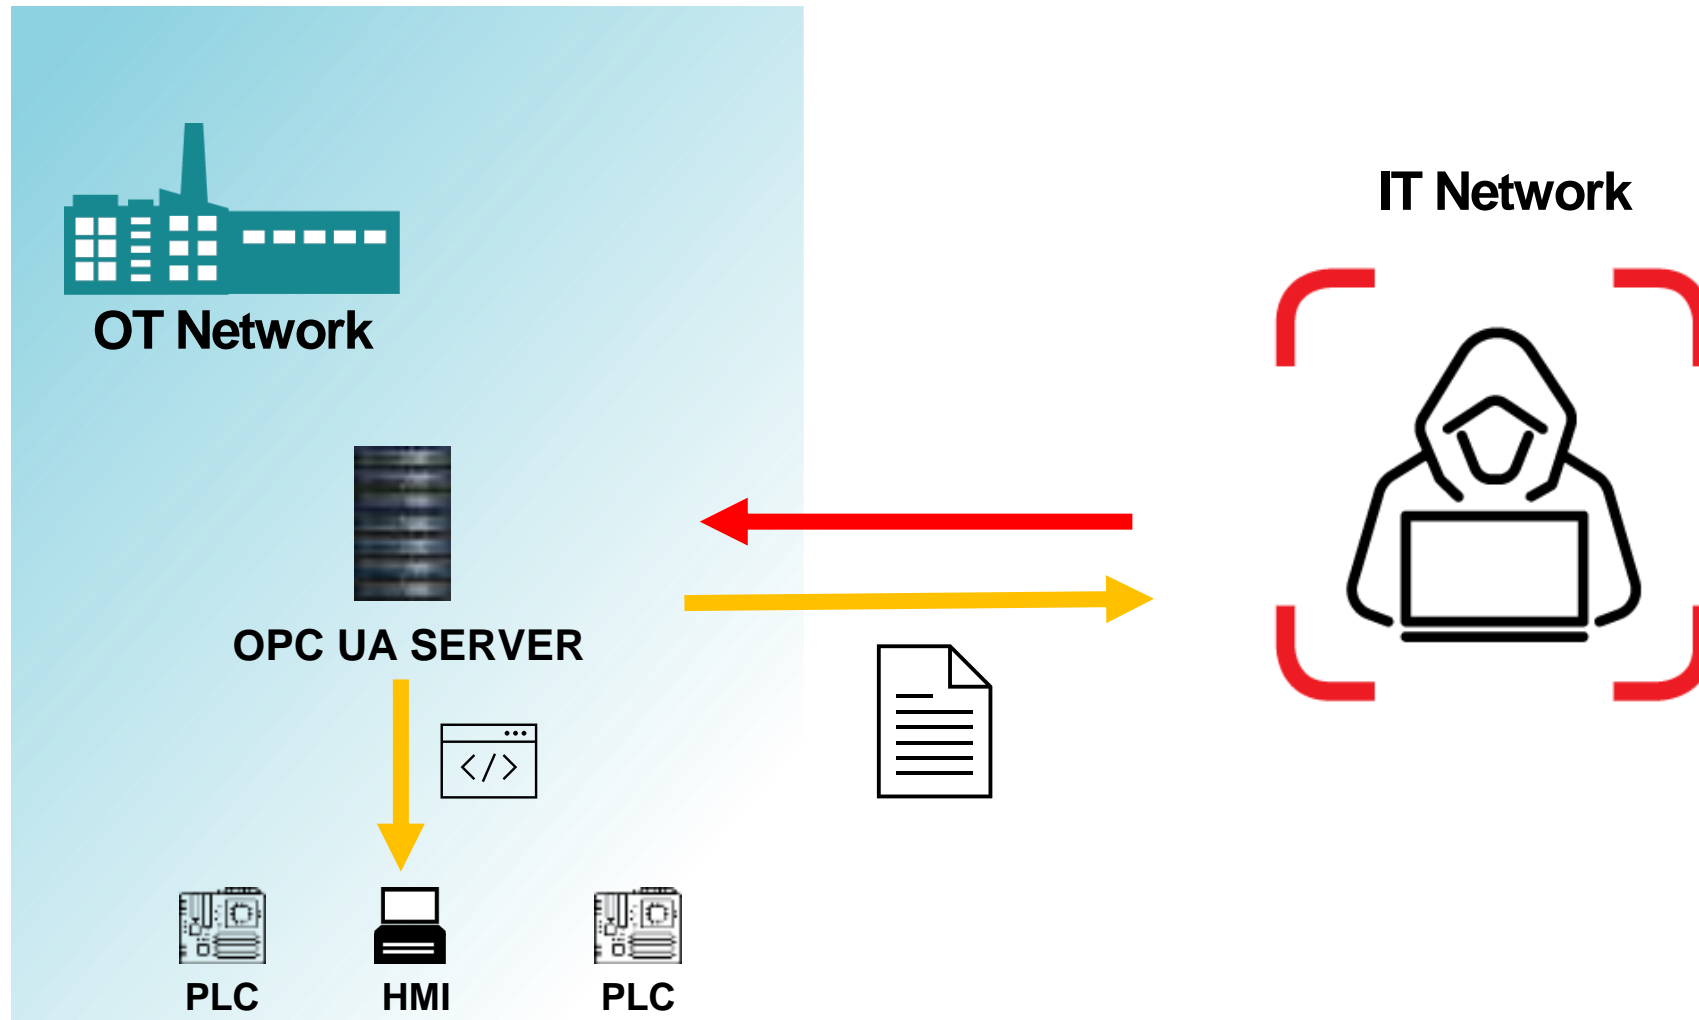 IT Network
OT Network
OPC UA SERVER
</>
PLC
HMI
PLC